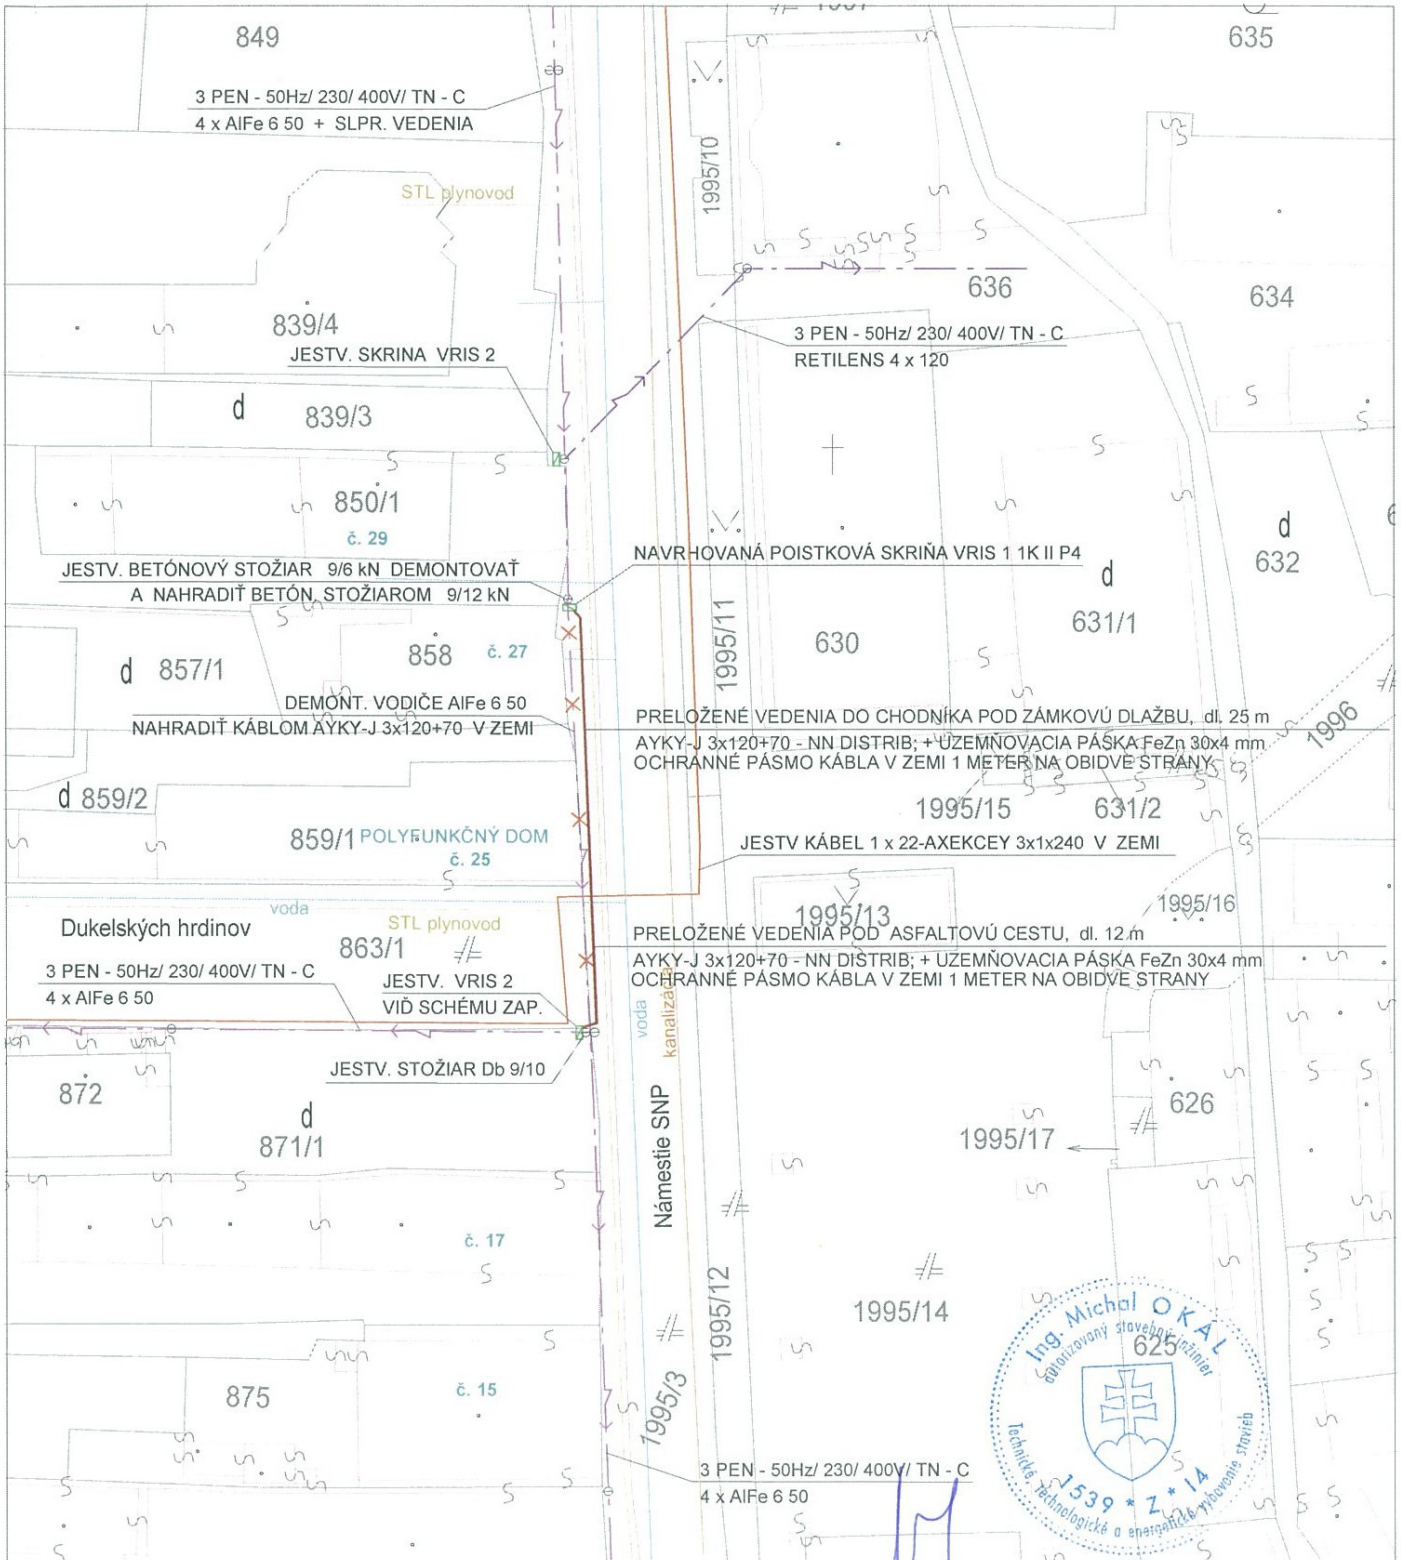 849
635
3 PEN - 50Hz/ 230/ 400V/ TN - C
4 x AlFe 6 50 + SLPR. VEDENIA
1995/10
STL plynovod
636
634
839/4
3 PEN - 50Hz/ 230/ 400V/ TN - C
RETILENS 4 x 120
JESTV. SKRINA VRIS 2
d
839/3
850/1
č. 29
d
632
NAVRHOVANÁ POISTKOVÁ SKRIŇA VRIS 1 1K II P4
JESTV. BETÓNOVÝ STOŽIAR 9/6 kN DEMONTOVAŤ
A NAHRADIŤ BETÓN. STOŽIAROM 9/12 kN
d
631/1
1995/11
630
858
č. 27
d 857/1
DEMONT. VODIČE AlFe 6 50
NAHRADIŤ KÁBLOM AYKY-J 3x120+70 V ZEMI
PRELOŽENÉ VEDENIA DO CHODNÍKA POD ZÁMKOVÚ DLAŽBU, dl. 25 m
AYKY-J 3x120+70 - NN DISTRIB; + UZEMŇOVACIA PÁSKA FeZn 30x4 mm
OCHRANNÉ PÁSMO KÁBLA V ZEMI 1 METER NA OBIDVE STRANY
1996
d 859/2
1995/15
631/2
859/1 POLYFUNKČNÝ DOM
č. 25
JESTV KÁBEL 1 x 22-AXEKCEY 3x1x240 V ZEMI
voda
1995/13
1995/16
Dukelských hrdinov
STL plynovod
863/1
PRELOŽENÉ VEDENIA POD ASFALTOVÚ CESTU, dl. 12 m
AYKY-J 3x120+70 - NN DISTRIB; + UZEMŇOVACIA PÁSKA FeZn 30x4 mm
OCHRANNÉ PÁSMO KÁBLA V ZEMI 1 METER NA OBIDVE STRANY
3 PEN - 50Hz/ 230/ 400V/ TN - C
4 x AlFe 6 50
JESTV. VRIS 2
VIĎ SCHÉMU ZAP.
voda
kanalizácia
JESTV. STOŽIAR Db 9/10
872
626
d
871/1
1995/17
Námestie SNP
č. 17
1995/12
1995/14
Ing. Michal OKÁL
autorizovaný stavebný inžinier
625
875
č. 15
1995/3
3 PEN - 50Hz/ 230/ 400V/ TN - C
4 x AlFe 6 50
1539 * Z * 14
Technické, technologické a energetické vybavenie stavieb